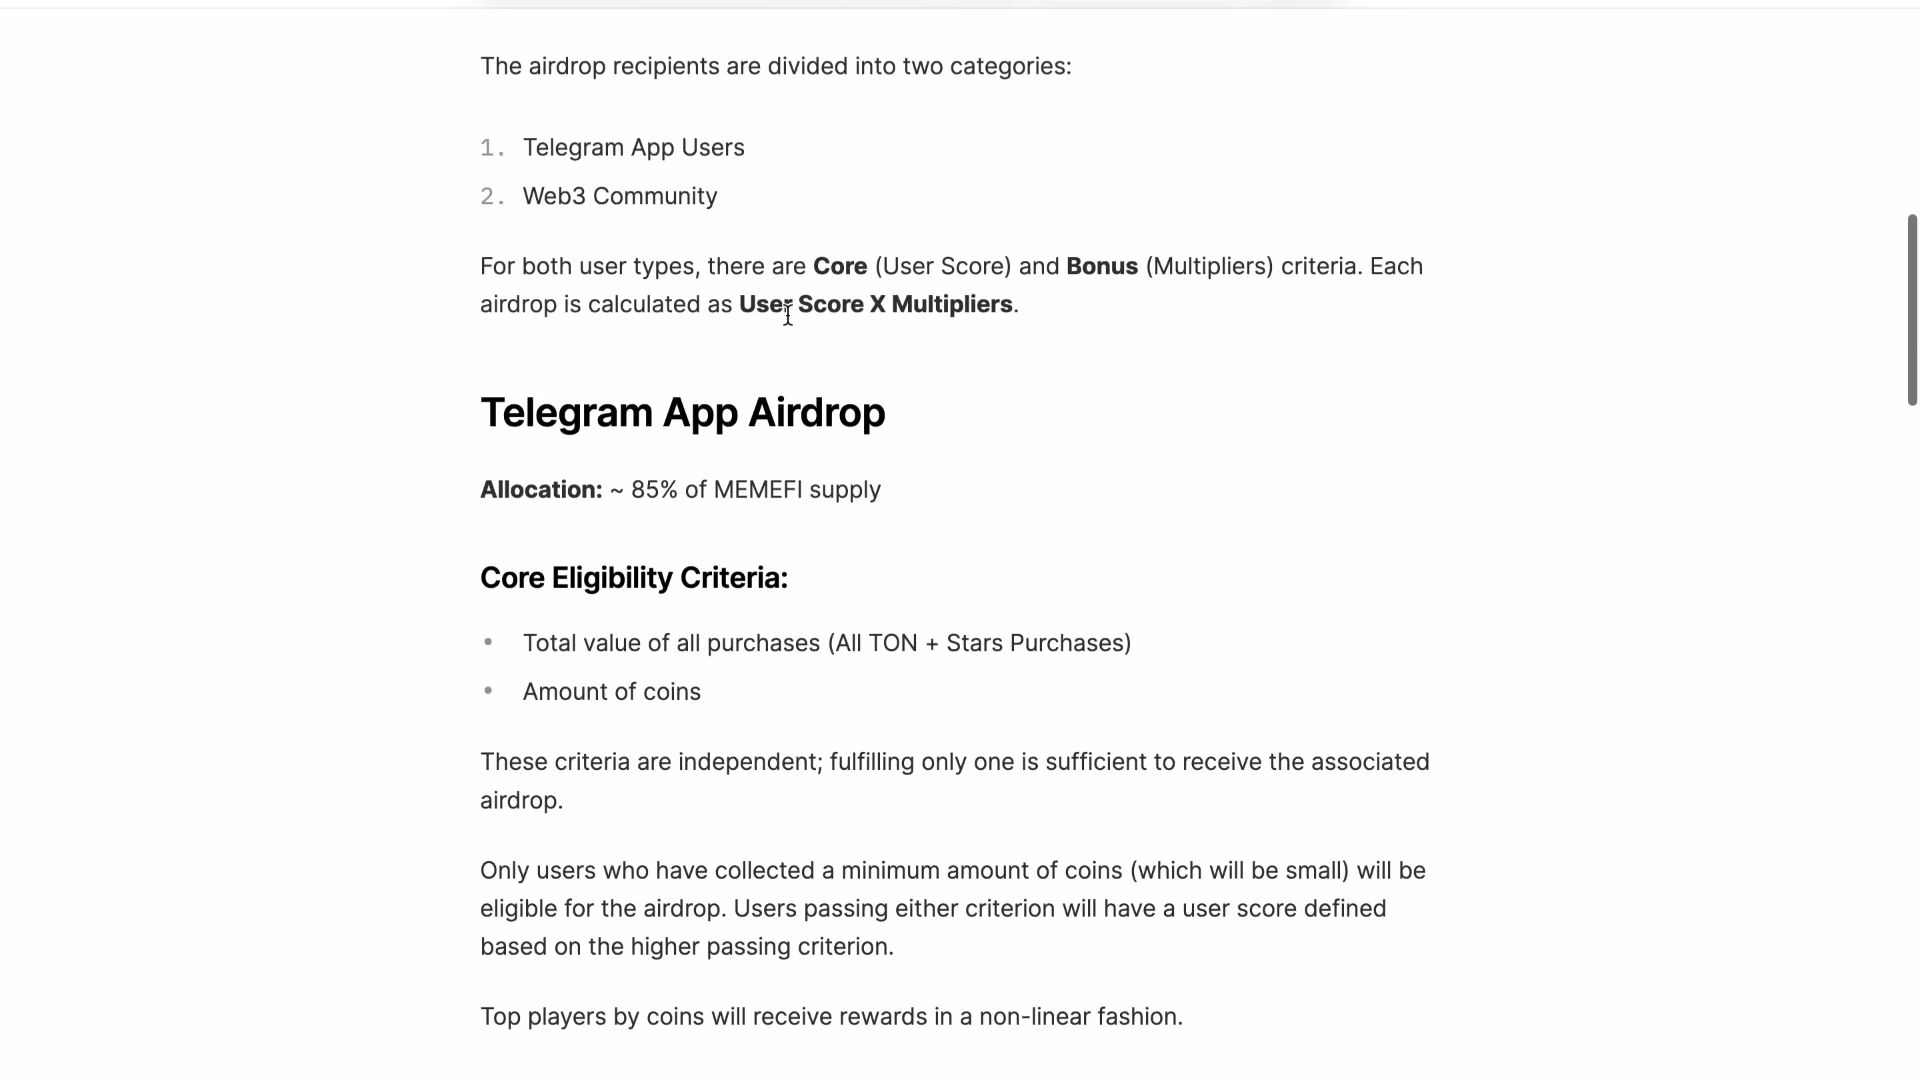 The airdrop recipients are divided into two categories:
1. Telegram App Users
2. Web3 Community
For both user types, there are Core (User Score) and Bonus (Multipliers) criteria. Each
airdrop is calculated as User Score X Multipliers.
Telegram App Airdrop
Allocation: ~ 85% of MEMEFI supply
Core Eligibility Criteria:
• Total value of all purchases (All TON + Stars Purchases)
• Amount of coins
These criteria are independent; fulfilling only one is sufficient to receive the associated
airdrop.
Only users who have collected a minimum amount of coins (which will be small) will be
eligible for the airdrop. Users passing either criterion will have a user score defined
based on the higher passing criterion.
Top players by coins will receive rewards in a non-linear fashion.